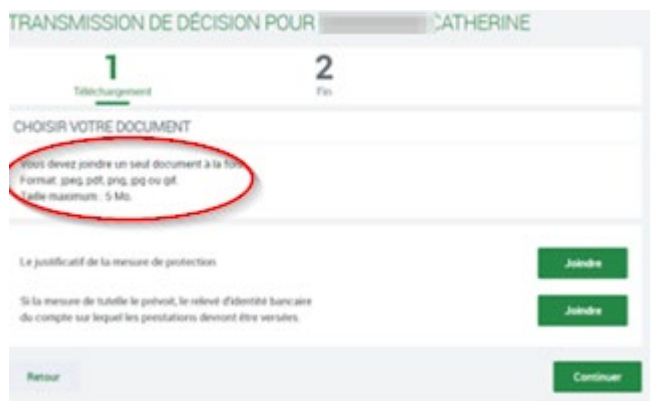 TRANSMISSION DE DÉCISION POUR CATHERINE
1
Téléchargement
2
Fin
CHOISIR VOTRE DOCUMENT
Vous devez joindre un seul document à la fois.
Format: jpeg, pdf, png, jpg ou gif.
Taille maximum : 5 Mo.
Le justificatif de la mesure de protection
Joindre
Si la mesure de tutelle le prévoit, le relevé d'identité bancaire
du compte sur lequel les prestations devront être versées.
Joindre
Retour
Continuer